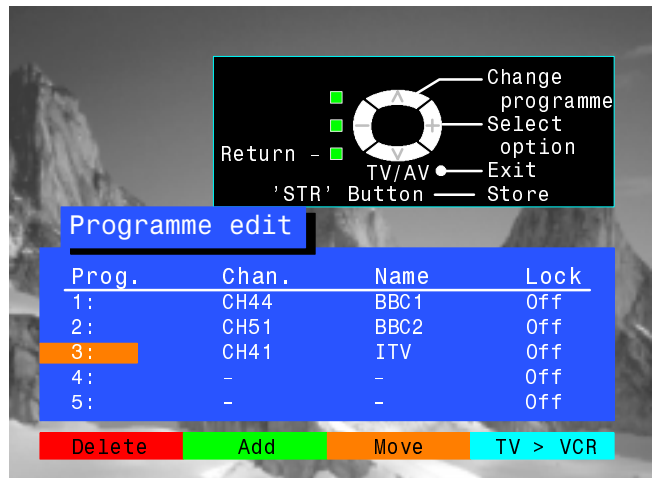 Change
programme
Select
option
Return –
TV/AV Exit
'STR' Button Store
Programme edit
Prog. Chan. Name Lock
1: CH44 BBC1 Off
2: CH51 BBC2 Off
3: CH41 ITV Off
4: – – Off
5: – – Off
Delete Add Move TV > VCR